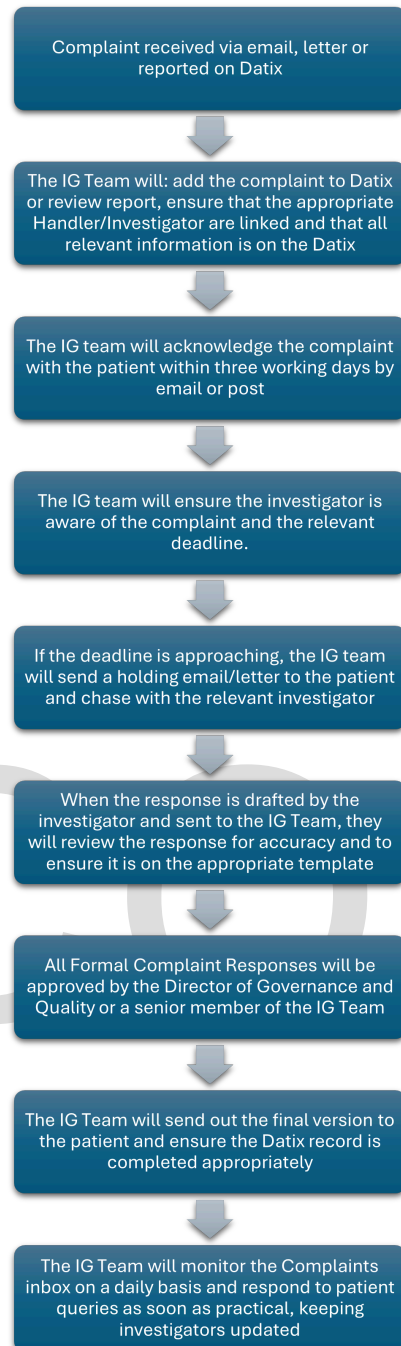 Complaint received via email, letter or
reported on Datix
The IG Team will: add the complaint to Datix
or review report, ensure that the appropriate
Handler/Investigator are linked and that all
relevant information is on the Datix
The IG team will acknowledge the complaint
with the patient within three working days by
email or post
The IG team will ensure the investigator is
aware of the complaint and the relevant
deadline.
If the deadline is approaching, the IG team
will send a holding email/letter to the patient
and chase with the relevant investigator
When the response is drafted by the
investigator and sent to the IG Team, they
will review the response for accuracy and to
ensure it is on the appropriate template
All Formal Complaint Responses will be
approved by the Director of Governance and
Quality or a senior member of the IG Team
The IG Team will send out the final version to
the patient and ensure the Datix record is
completed appropriately
The IG Team will monitor the Complaints
inbox on a daily basis and respond to patient
queries as soon as practical, keeping
investigators updated